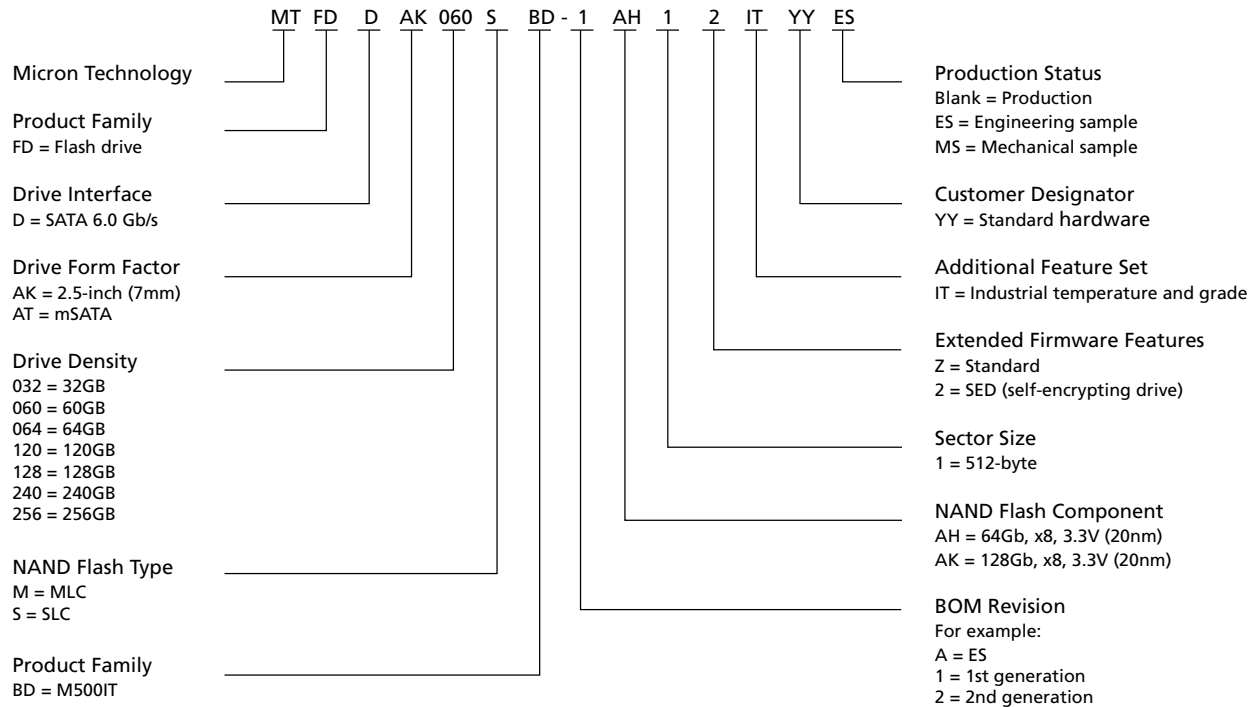 MT FD D AK 060 S BD - 1 AH 1 2 IT YY ES
Micron Technology
Product Family
FD = Flash drive
Drive Interface
D = SATA 6.0 Gb/s
Drive Form Factor
AK = 2.5-inch (7mm)
AT = mSATA
Drive Density
032 = 32GB
060 = 60GB
064 = 64GB
120 = 120GB
128 = 128GB
240 = 240GB
256 = 256GB
NAND Flash Type
M = MLC
S = SLC
Product Family
BD = M500IT
Production Status
Blank = Production
ES = Engineering sample
MS = Mechanical sample
Customer Designator
YY = Standard hardware
Additional Feature Set
IT = Industrial temperature and grade
Extended Firmware Features
Z = Standard
2 = SED (self-encrypting drive)
Sector Size
1 = 512-byte
NAND Flash Component
AH = 64Gb, x8, 3.3V (20nm)
AK = 128Gb, x8, 3.3V (20nm)
BOM Revision
For example:
A = ES
1 = 1st generation
2 = 2nd generation